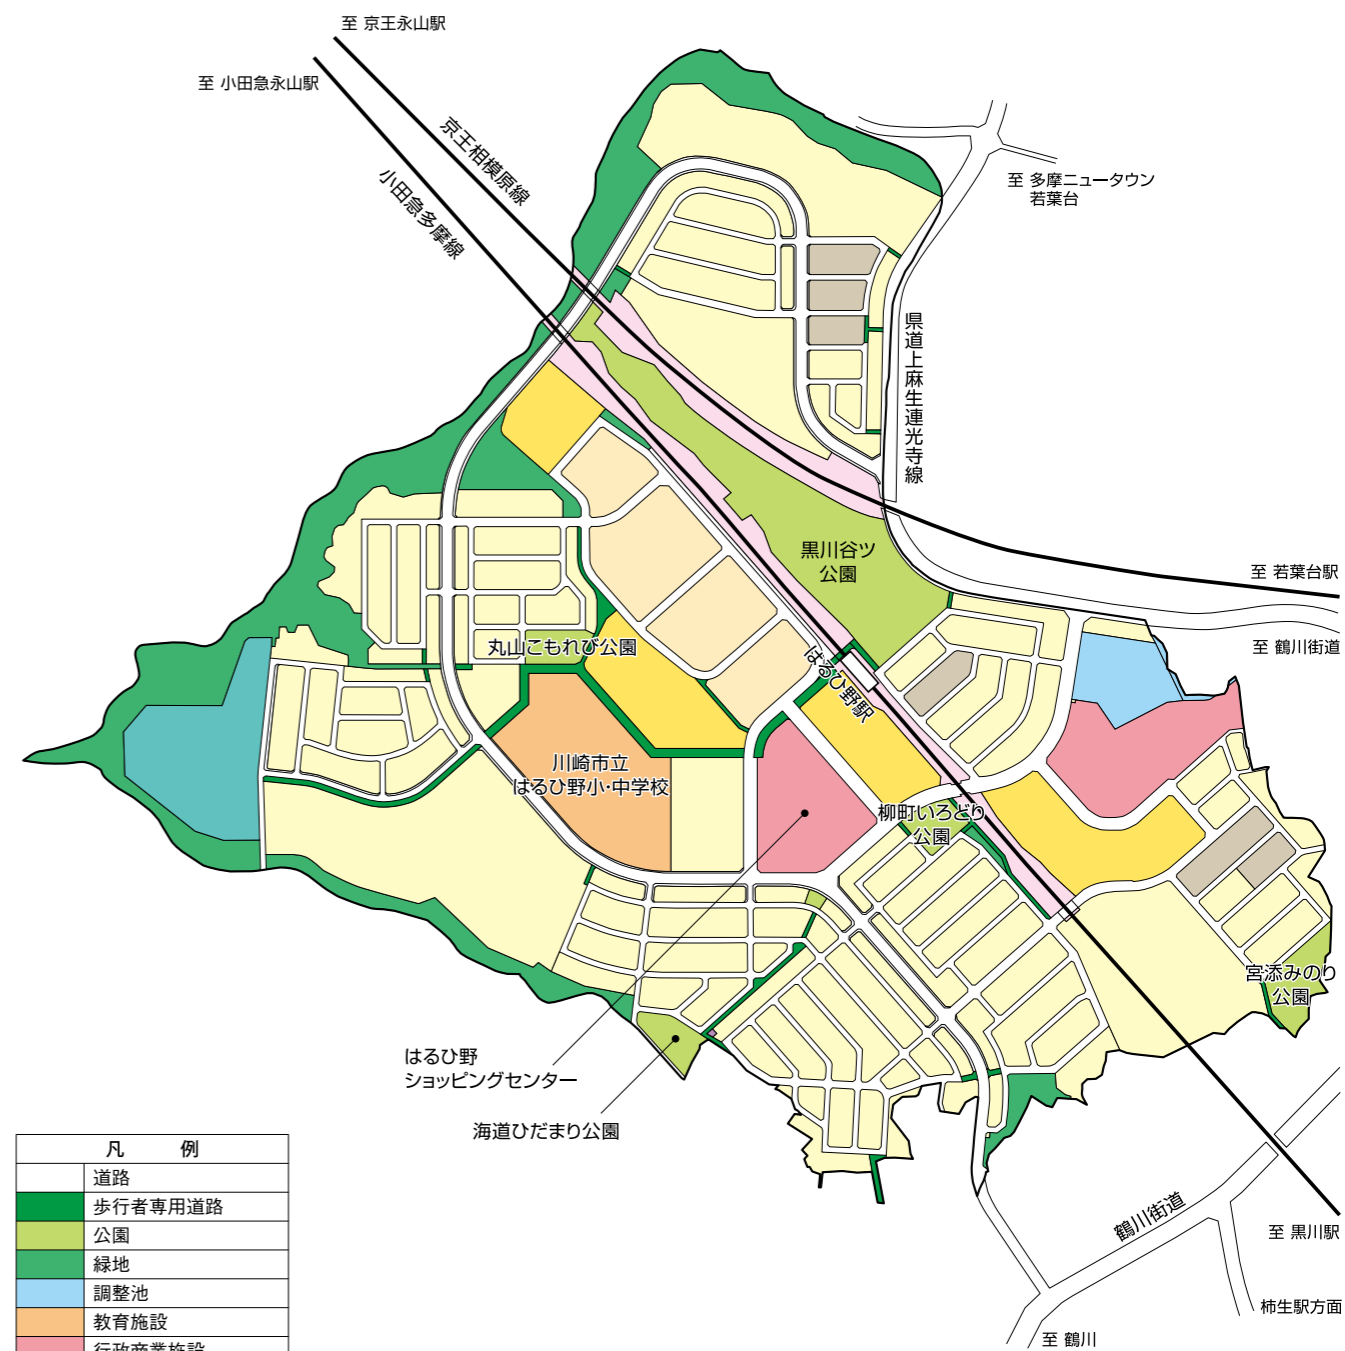 至 京王永山駅
至 小田急永山駅
京王相模原線
小田急多摩線
至 多摩ニュータウン
若葉台
県道上麻生連光寺線
黒川谷ツ
公園
至 若葉台駅
至 鶴川街道
丸山こもれび公園
はるひ野駅
川崎市立
はるひ野小・中学校
柳町いろどり
公園
宮添みのり
公園
はるひ野
ショッピングセンター
海道ひだまり公園
鶴川街道
至 黒川駅
柿生駅方面
至 鶴川
凡 例
道路
歩行者専用道路
公園
緑地
調整池
教育施設
行政商業施設